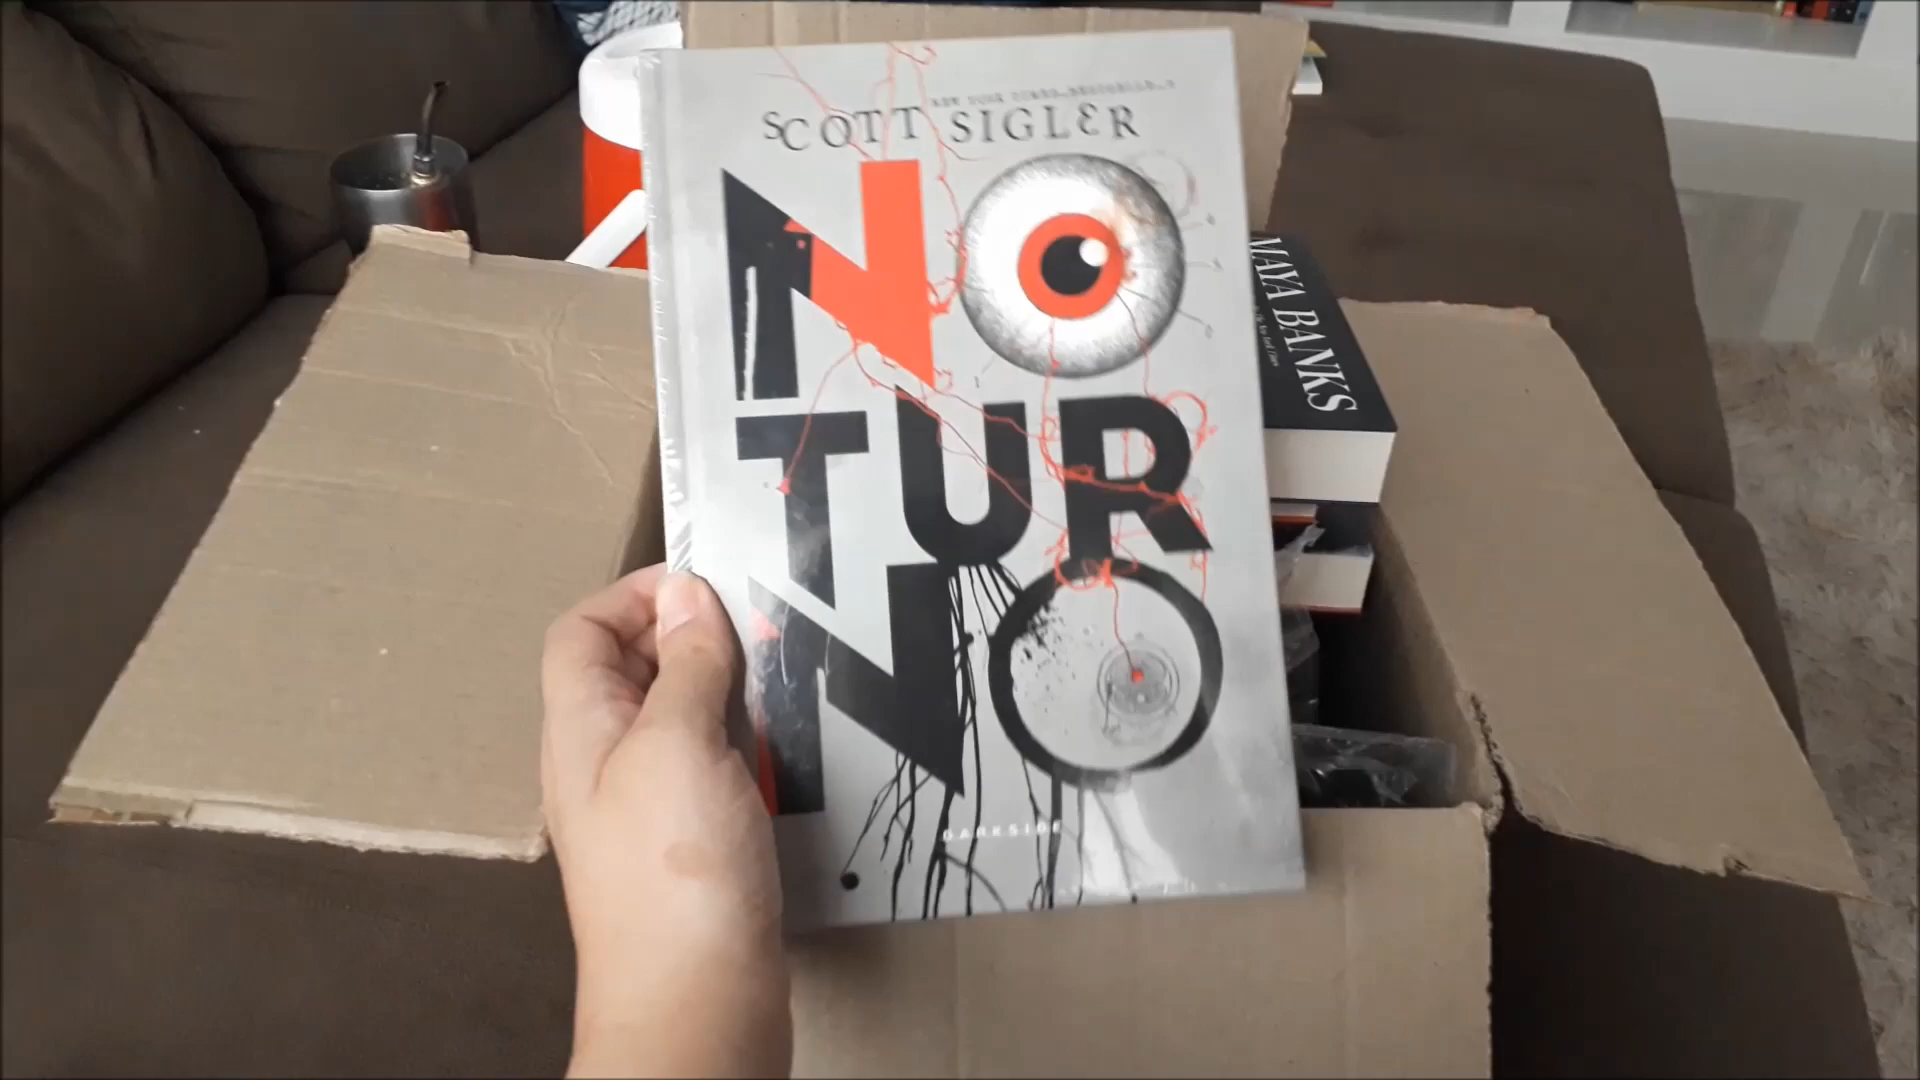 SCOTT SIGLER
NO
TUR
NO
DARKSIDE
MAYA BANKS